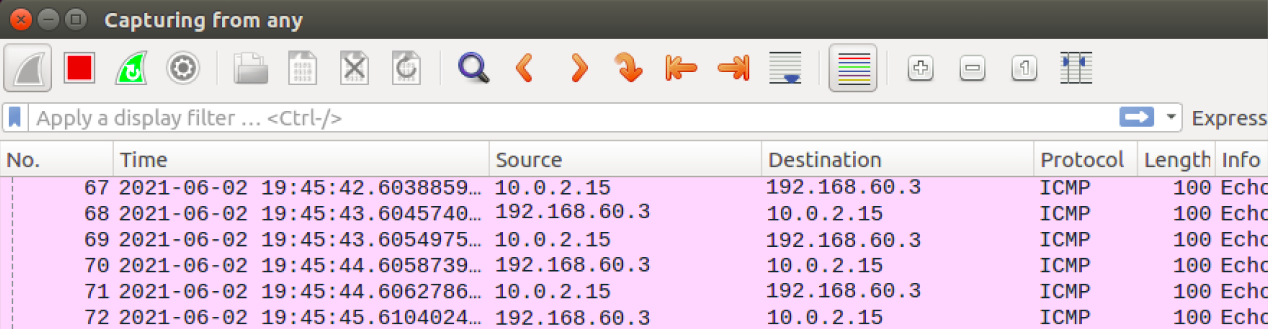 Capturing from any
Apply a display filter … <Ctrl-/> Express
No. Time Source Destination Protocol Length Info
67 2021-06-02 19:45:42.6038859… 10.0.2.15 192.168.60.3 ICMP 100 Echo
68 2021-06-02 19:45:43.6045740… 192.168.60.3 10.0.2.15 ICMP 100 Echo
69 2021-06-02 19:45:43.6054975… 10.0.2.15 192.168.60.3 ICMP 100 Echo
70 2021-06-02 19:45:44.6058739… 192.168.60.3 10.0.2.15 ICMP 100 Echo
71 2021-06-02 19:45:44.6062786… 10.0.2.15 192.168.60.3 ICMP 100 Echo
72 2021-06-02 19:45:45.6104024… 192.168.60.3 10.0.2.15 ICMP 100 Echo